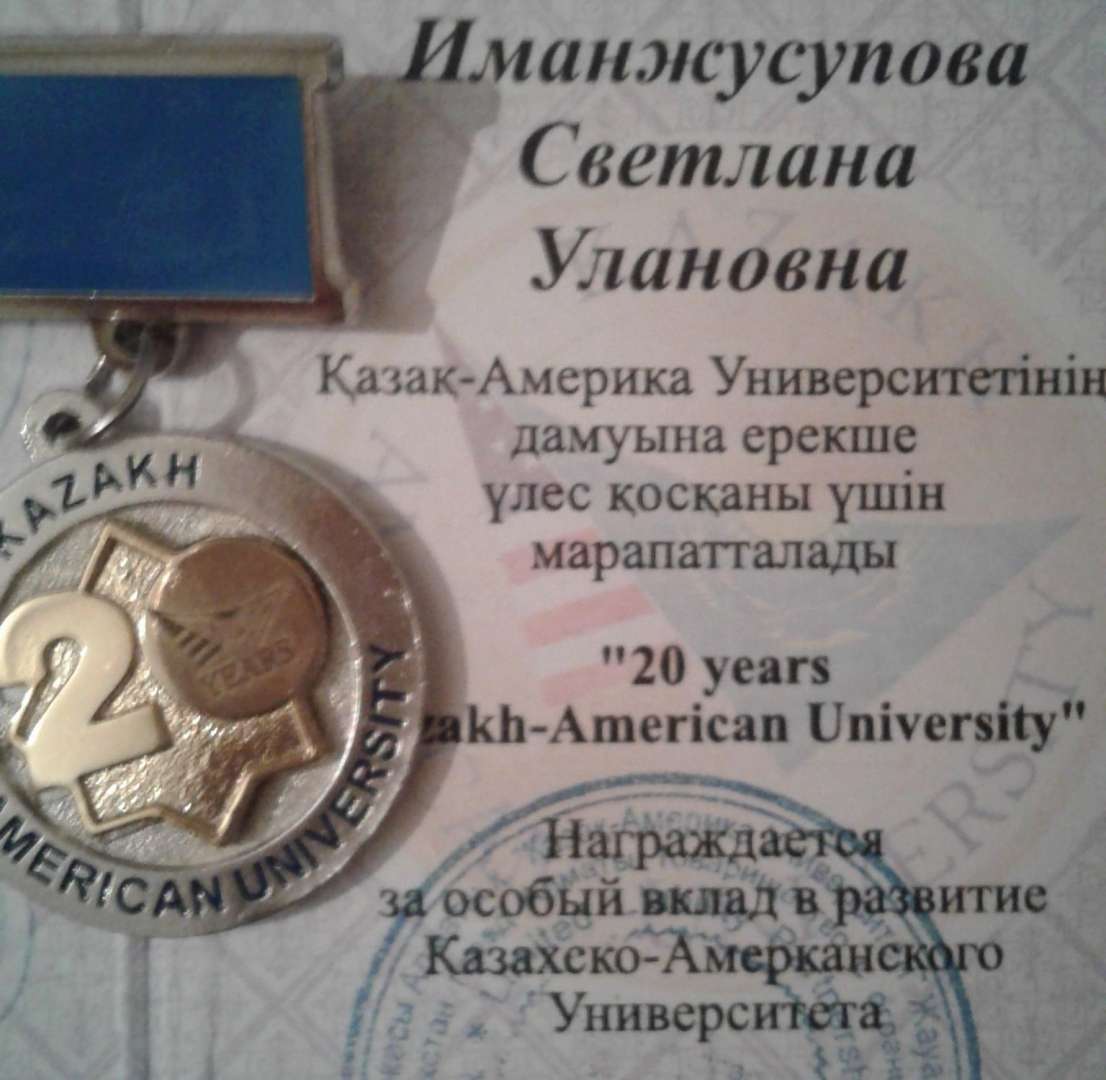 Иманжусупова
Светлана
Улановна
Қазақ-Америка Университетінің
дамуына ерекше
үлес қосқаны үшін
марапатталады
"20 years
zakh-American University"
Награждается
за особый вклад в развитие
Казахско-Амерканского
Университета
KAZAKH
AMERICAN UNIVERSITY
20
YEARS